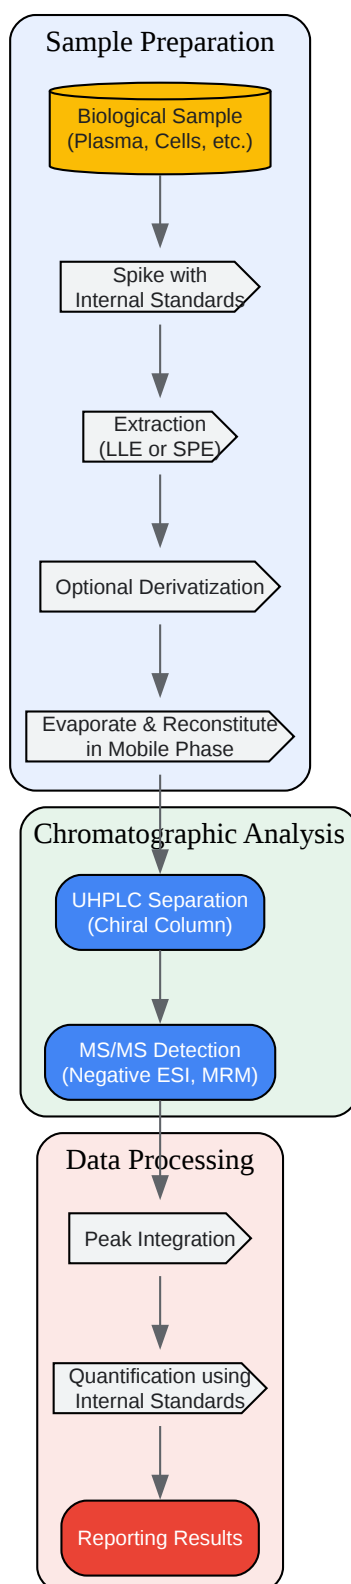 Sample Preparation
Biological Sample
(Plasma, Cells, etc.)
Spike with
Internal Standards
Extraction
(LLE or SPE)
Optional Derivatization
Evaporate & Reconstitute
in Mobile Phase
Chromatographic Analysis
UHPLC Separation
(Chiral Column)
MS/MS Detection
(Negative ESI, MRM)
Data Processing
Peak Integration
Quantification using
Internal Standards
Reporting Results